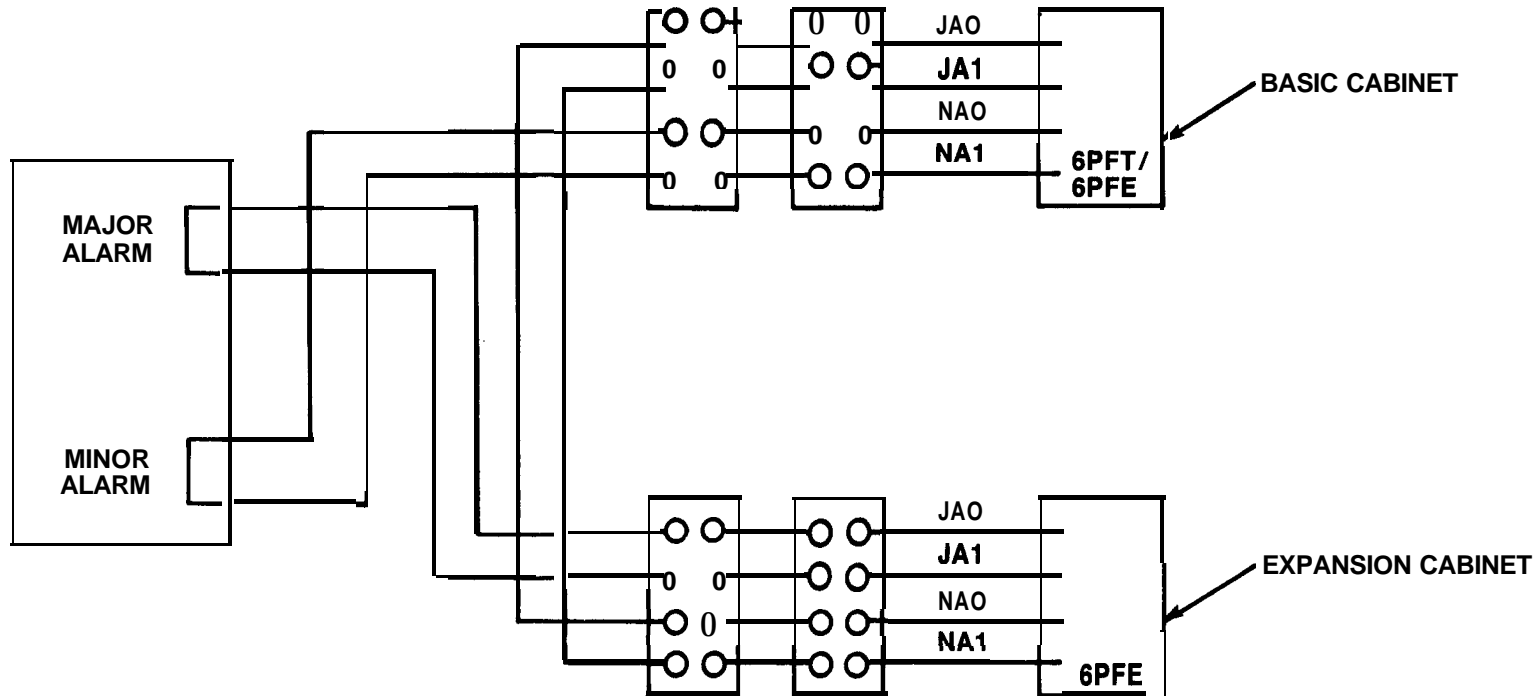 JAO
JA1
NAO
NA1
6PFT/
6PFE
BASIC CABINET
MAJOR
ALARM
MINOR
ALARM
JAO
JA1
NAO
NA1
6PFE
EXPANSION CABINET